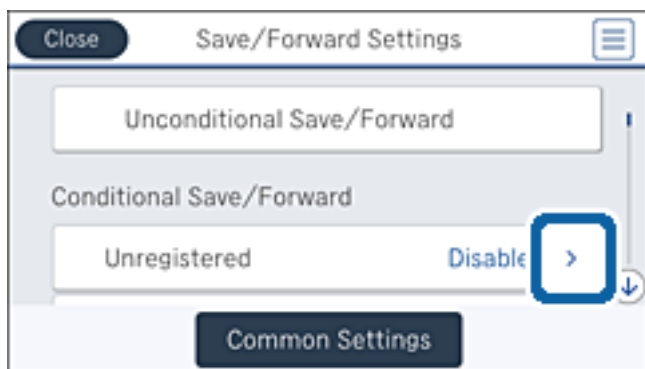 Close
Save/Forward Settings
Unconditional Save/Forward
Conditional Save/Forward
Unregistered Disable
Common Settings